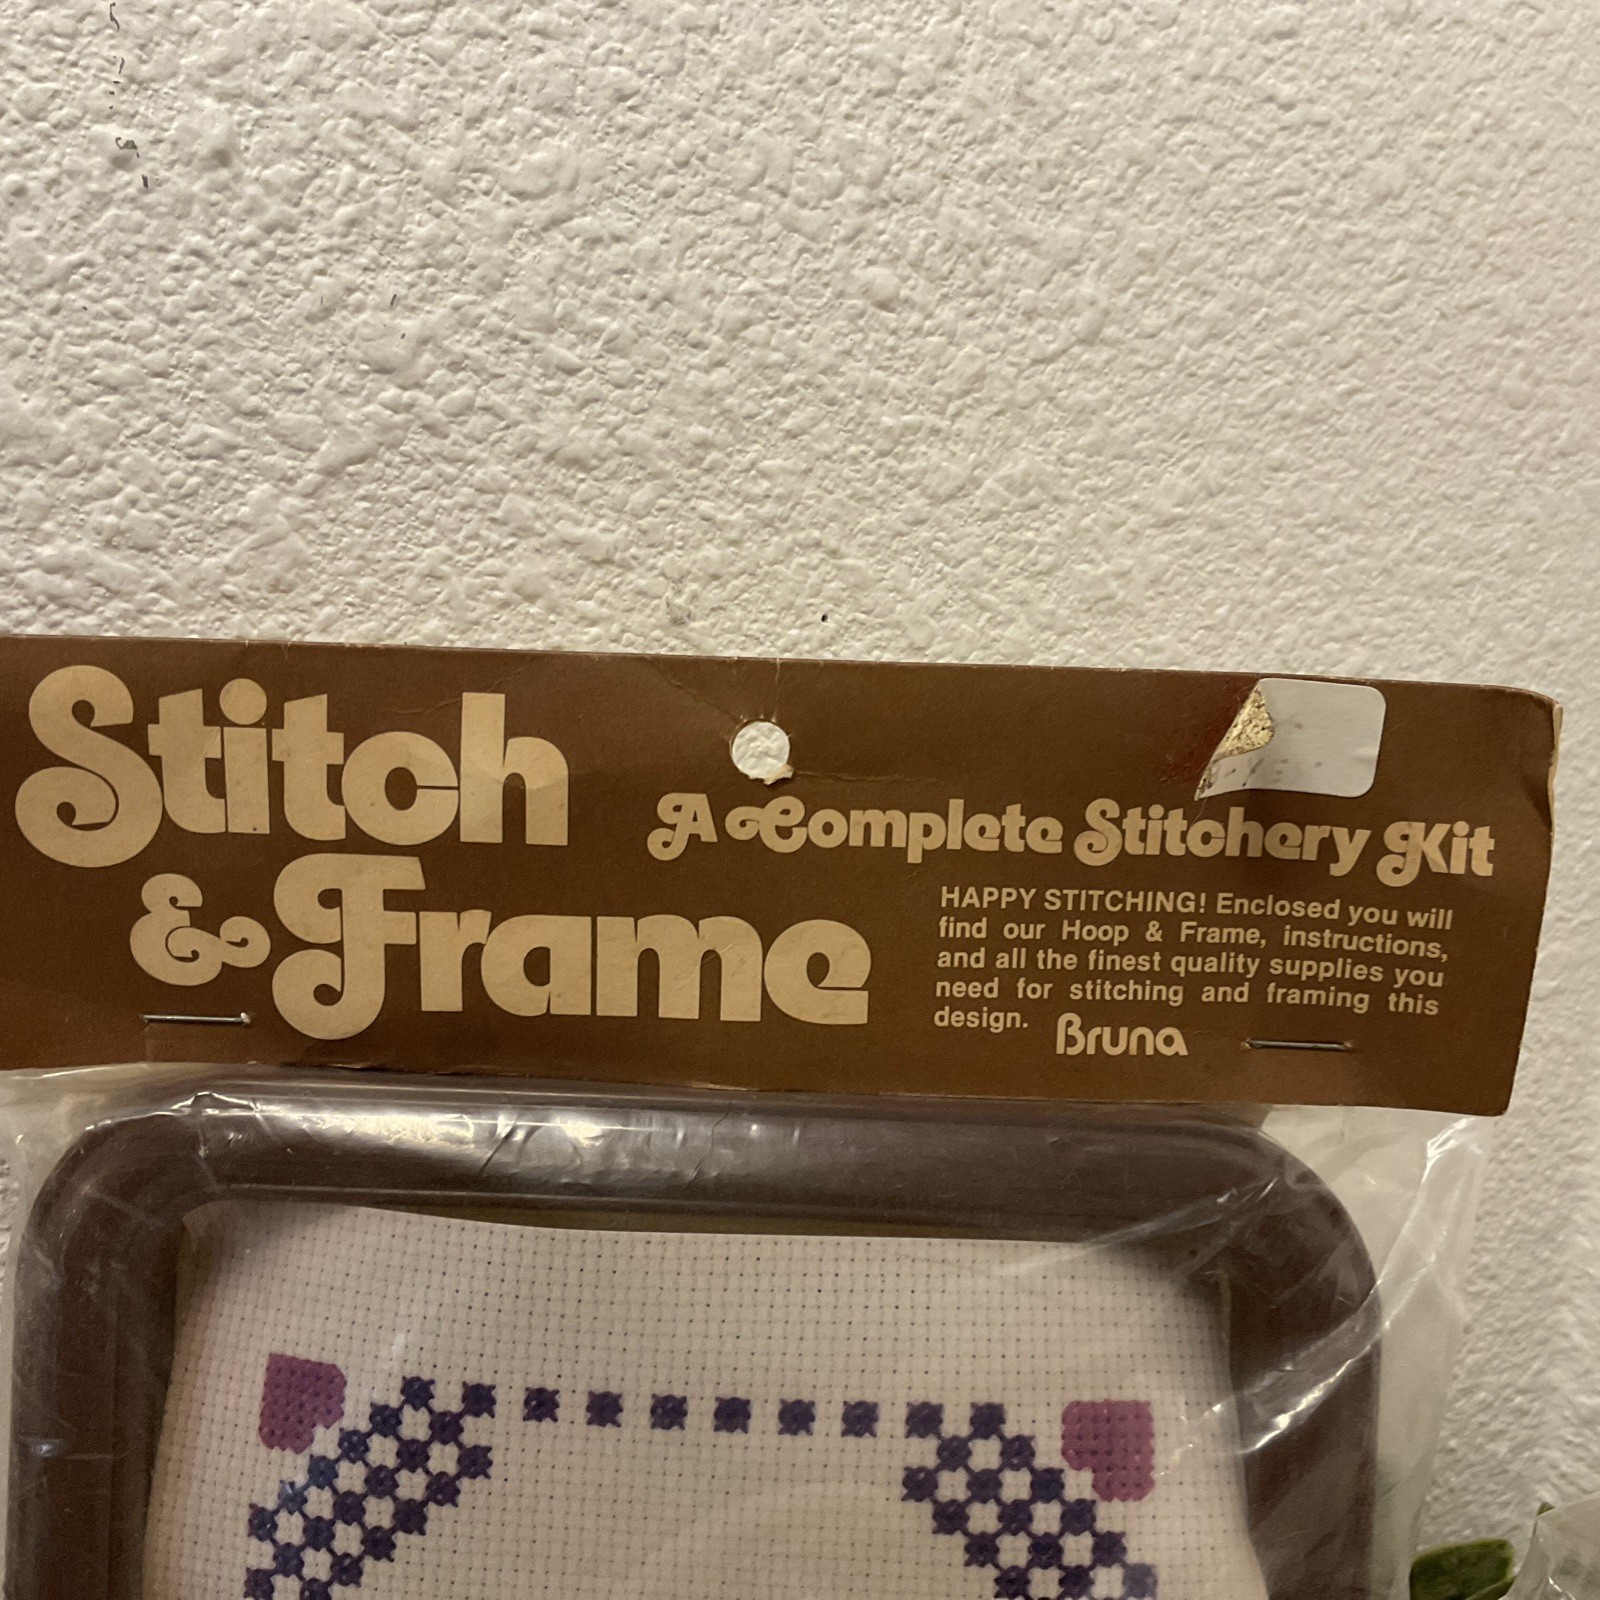 Stitch
& Frame
A Complete Stitchery Kit
HAPPY STITCHING! Enclosed you will
find our Hoop & Frame, instructions,
and all the finest quality supplies you
need for stitching and framing this
design. Bruna